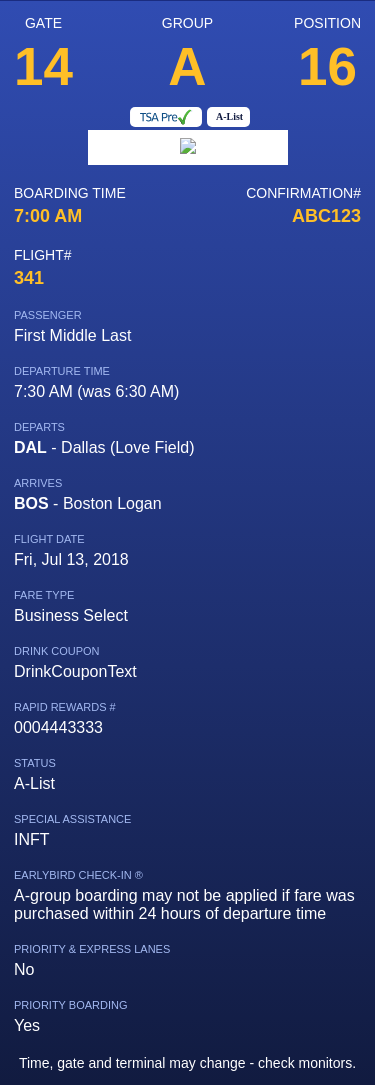 GATE GROUP POSITION
14 A 16
TSA Pre✓ A-List
BOARDING TIME CONFIRMATION#
7:00 AM ABC123
FLIGHT#
341
PASSENGER
First Middle Last
DEPARTURE TIME
7:30 AM (was 6:30 AM)
DEPARTS
DAL - Dallas (Love Field)
ARRIVES
BOS - Boston Logan
FLIGHT DATE
Fri, Jul 13, 2018
FARE TYPE
Business Select
DRINK COUPON
DrinkCouponText
RAPID REWARDS #
0004443333
STATUS
A-List
SPECIAL ASSISTANCE
INFT
EARLYBIRD CHECK-IN ®
A-group boarding may not be applied if fare was
purchased within 24 hours of departure time
PRIORITY & EXPRESS LANES
No
PRIORITY BOARDING
Yes
Time, gate and terminal may change - check monitors.